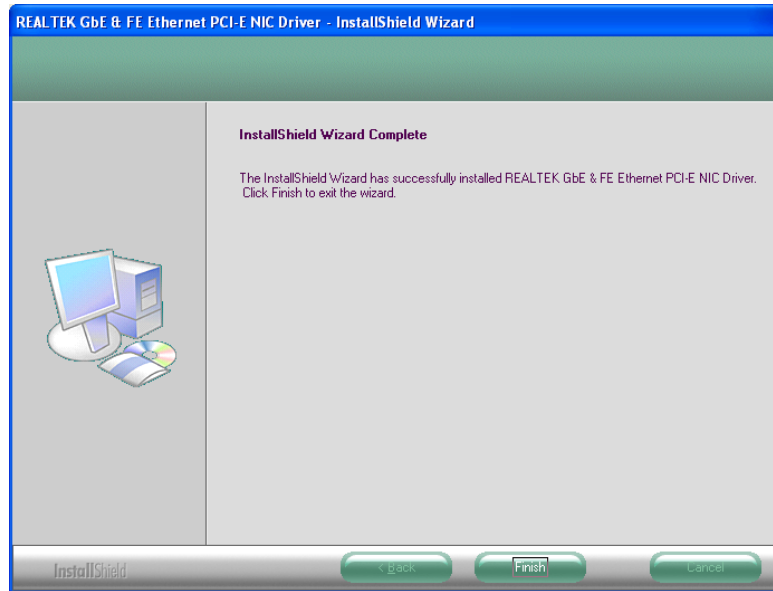 REALTEK GbE & FE Ethernet PCI-E NIC Driver - InstallShield Wizard
InstallShield Wizard Complete
The InstallShield Wizard has successfully installed REALTEK GbE & FE Ethernet PCI-E NIC Driver.
Click Finish to exit the wizard.
InstallShield
< Back
Finish
Cancel